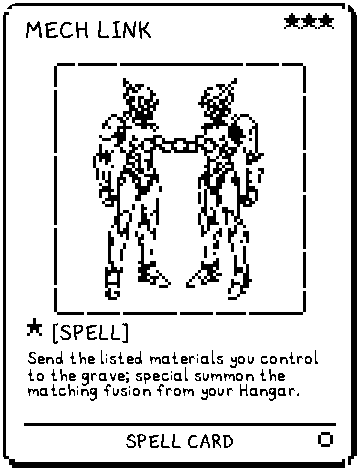 MECH LINK
[SPELL]
Send the listed materials you control
to the grave; special summon the
matching fusion from your Hangar.
SPELL CARD